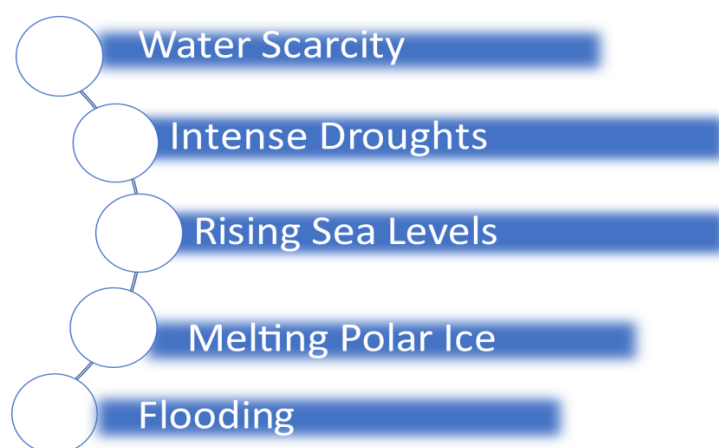 Water Scarcity
Intense Droughts
Rising Sea Levels
Melting Polar Ice
Flooding